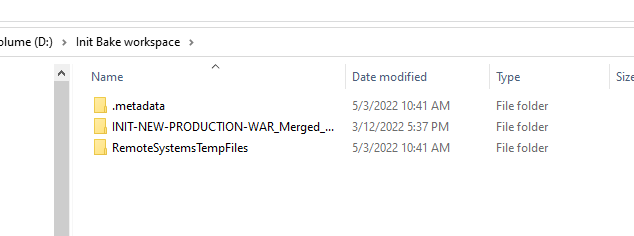 olume (D:) > Init Bake workspace >
Name Date modified Type Size
.metadata 5/3/2022 10:41 AM File folder
INIT-NEW-PRODUCTION-WAR_Merged_... 3/12/2022 5:37 PM File folder
RemoteSystemsTempFiles 5/3/2022 10:41 AM File folder